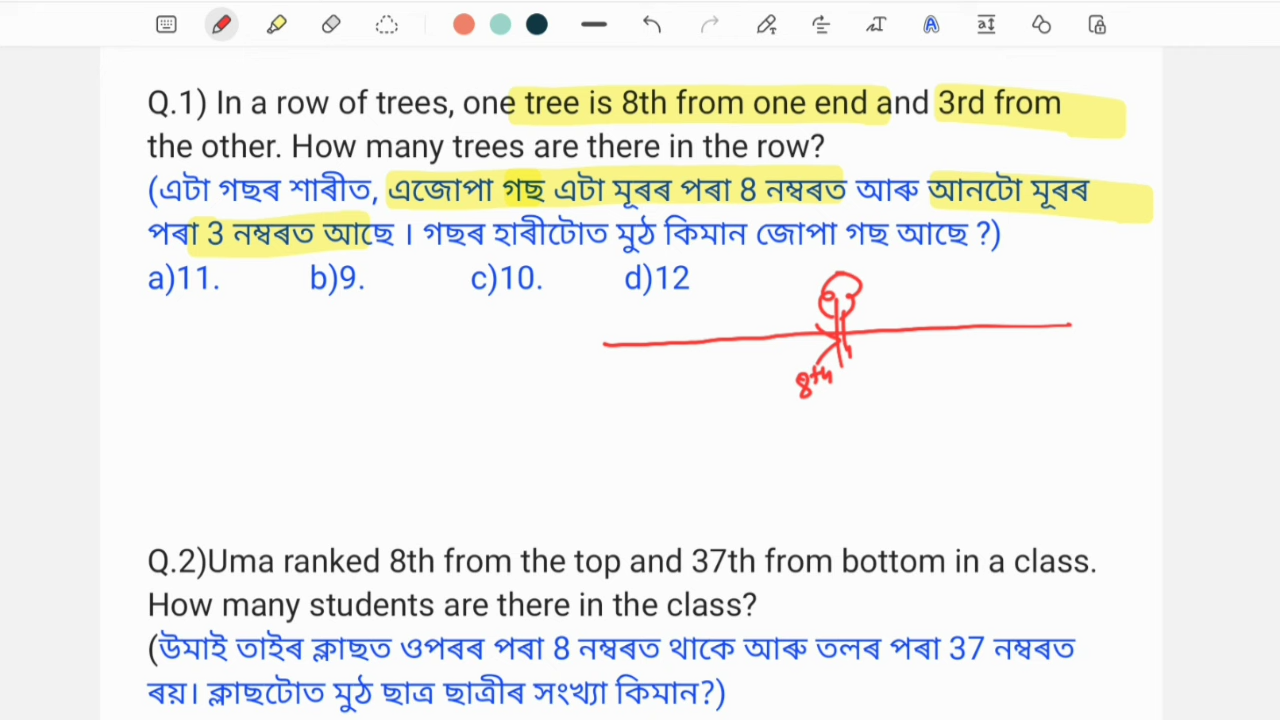 Q.1) In a row of trees, one tree is 8th from one end and 3rd from
the other. How many trees are there in the row?
(এটা গছৰ শাৰীত, এজোপা গছ এটা মূৰৰ পৰা 8 নম্বৰত আৰু আনটো মূৰৰ
পৰা 3 নম্বৰত আছে । গছৰ হাৰীটোত মুঠ কিমান জোপা গছ আছে ?)
a)11. b)9. c)10. d)12
8th
Q.2)Uma ranked 8th from the top and 37th from bottom in a class.
How many students are there in the class?
(উমাই তাইৰ ক্লাছত ওপৰৰ পৰা 8 নম্বৰত থাকে আৰু তলৰ পৰা 37 নম্বৰত
ৰয়। ক্লাছটোত মুঠ ছাত্ৰ ছাত্ৰীৰ সংখ্যা কিমান?)